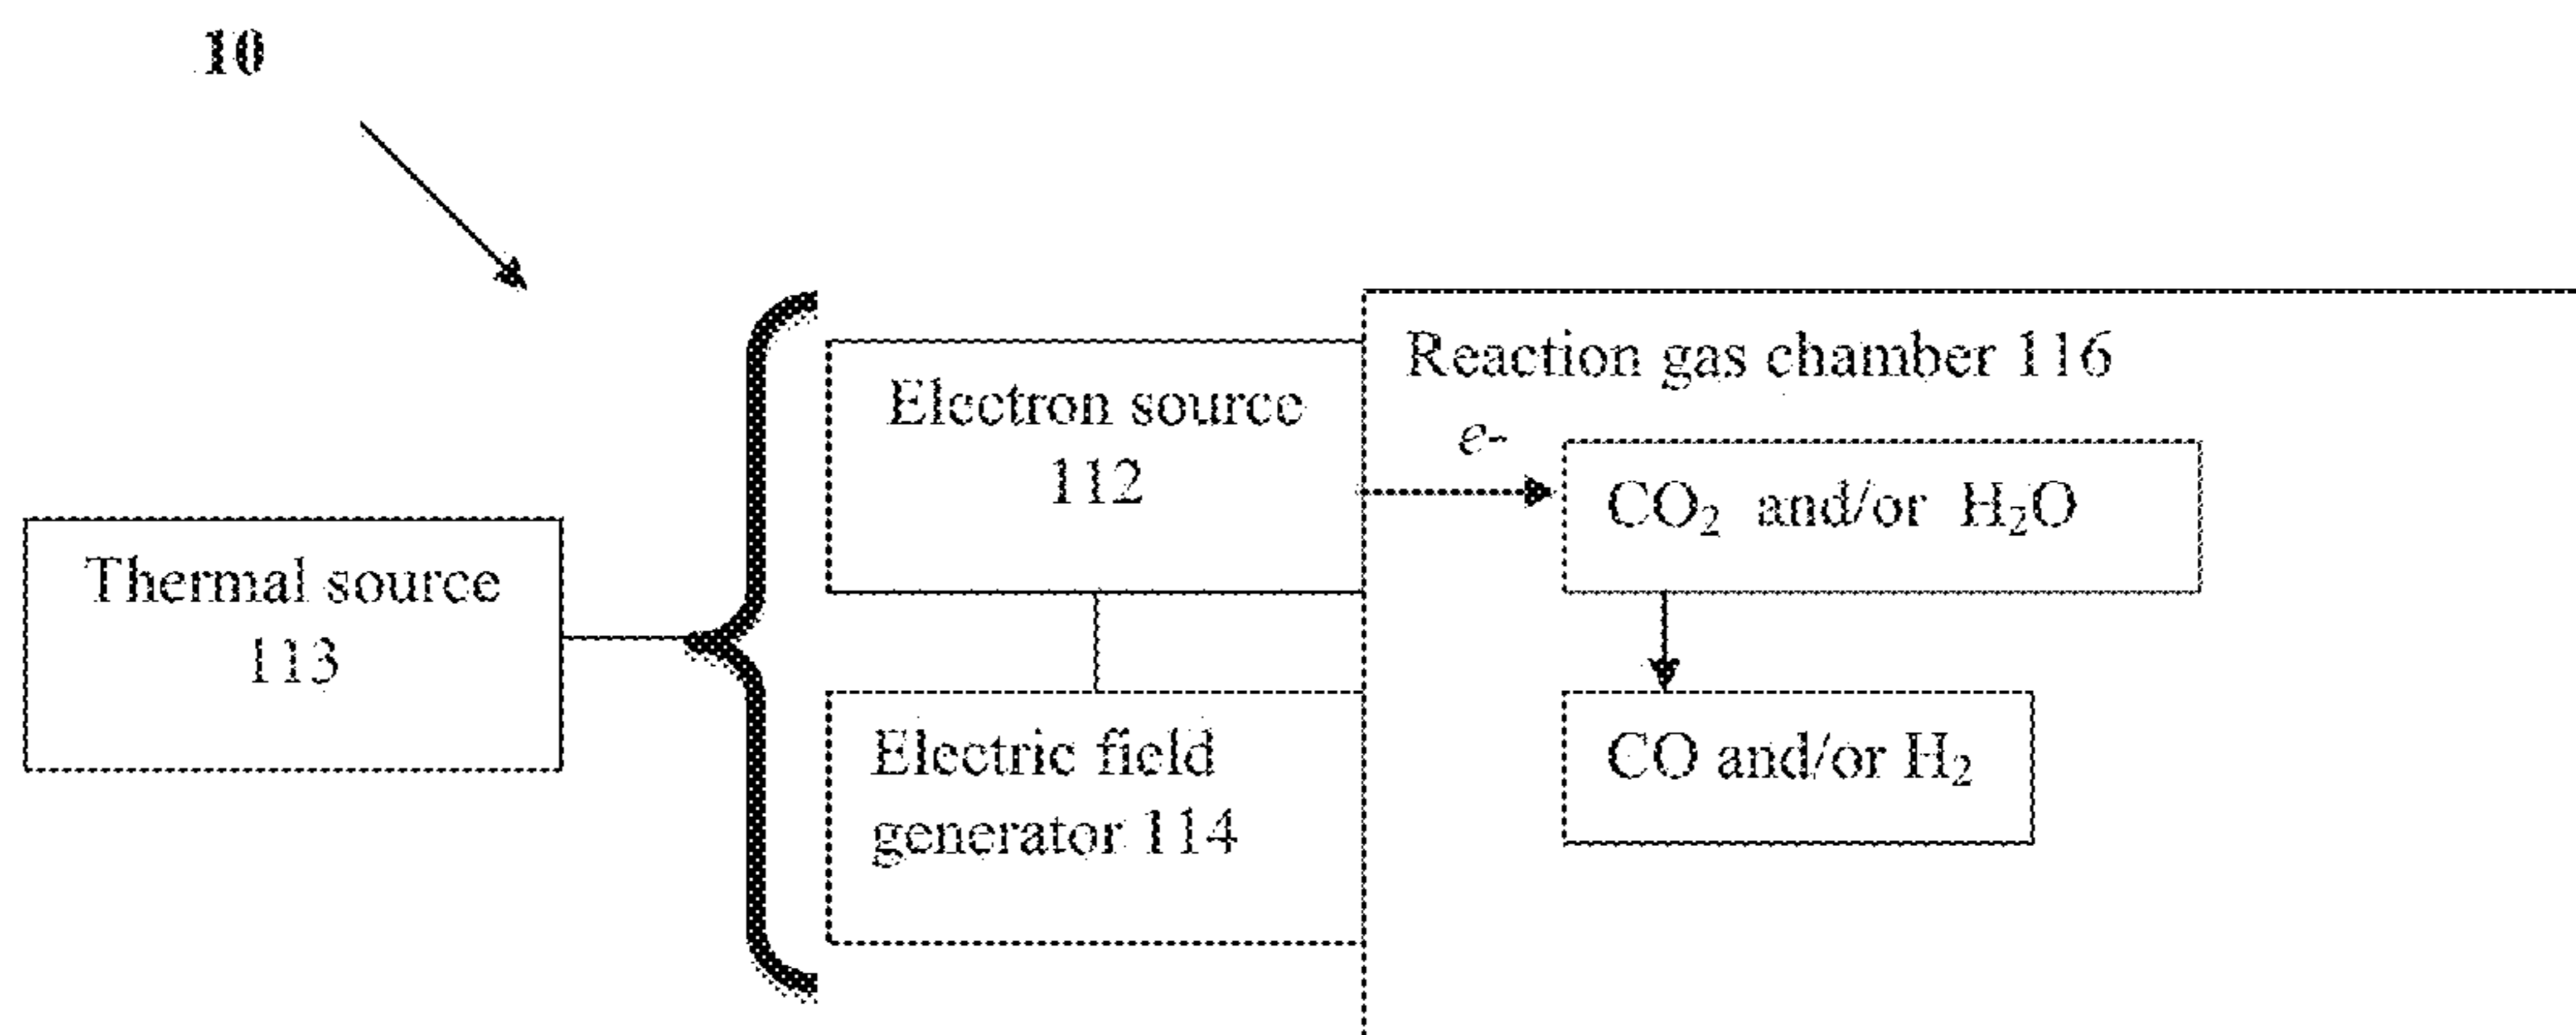 10
Reaction gas chamber 116
Electron source
112
e-
CO₂ and/or H₂O
Thermal source
113
Electric field
generator 114
CO and/or H₂